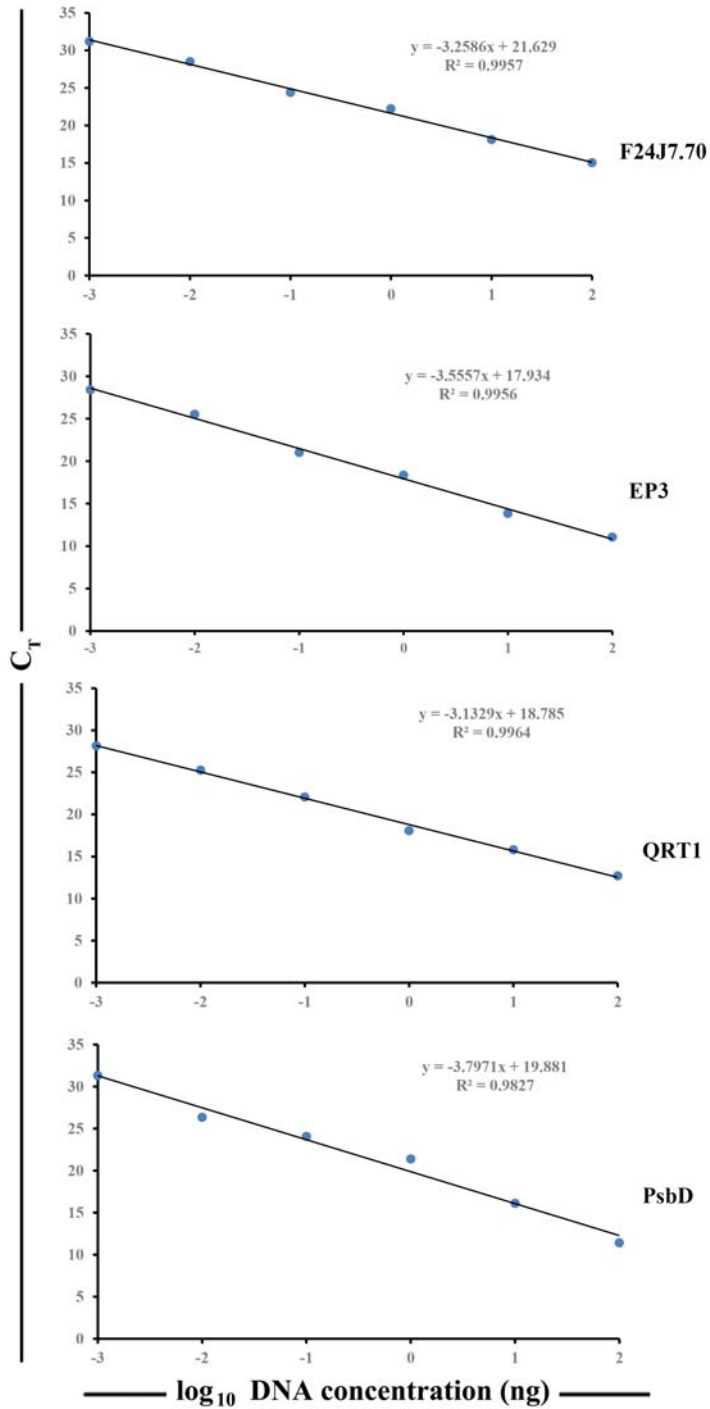 35
30
25
20
15
10
5
0
-3 -2 -1 0 1 2
y = -3.2586x + 21.629
R² = 0.9957
F24J7.70
35
30
25
20
15
10
5
0
-3 -2 -1 0 1 2
y = -3.5557x + 17.934
R² = 0.9956
EP3
C_T
35
30
25
20
15
10
5
0
-3 -2 -1 0 1 2
y = -3.1329x + 18.785
R² = 0.9964
QRT1
35
30
25
20
15
10
5
0
-3 -2 -1 0 1 2
y = -3.7971x + 19.881
R² = 0.9827
PsbD
log₁₀ DNA concentration (ng)